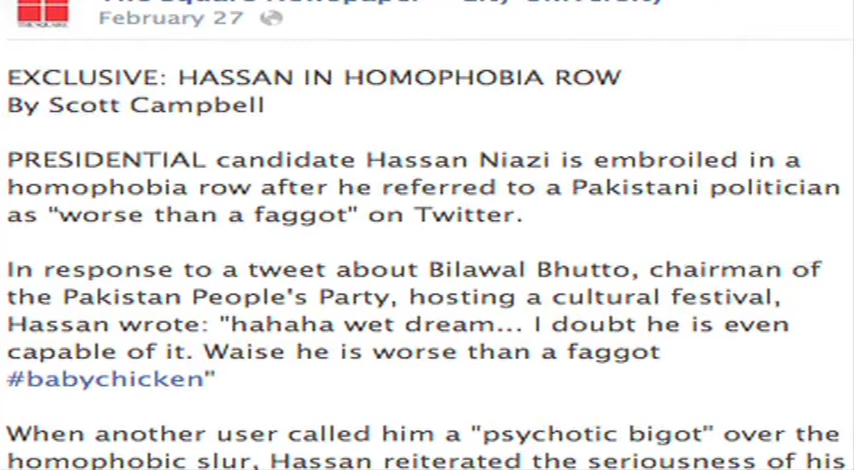 February 27
EXCLUSIVE: HASSAN IN HOMOPHOBIA ROW
By Scott Campbell
PRESIDENTIAL candidate Hassan Niazi is embroiled in a
homophobia row after he referred to a Pakistani politician
as "worse than a faggot" on Twitter.
In response to a tweet about Bilawal Bhutto, chairman of
the Pakistan People's Party, hosting a cultural festival,
Hassan wrote: "hahaha wet dream... I doubt he is even
capable of it. Waise he is worse than a faggot
#babychicken"
When another user called him a "psychotic bigot" over the
homophobic slur, Hassan reiterated the seriousness of his